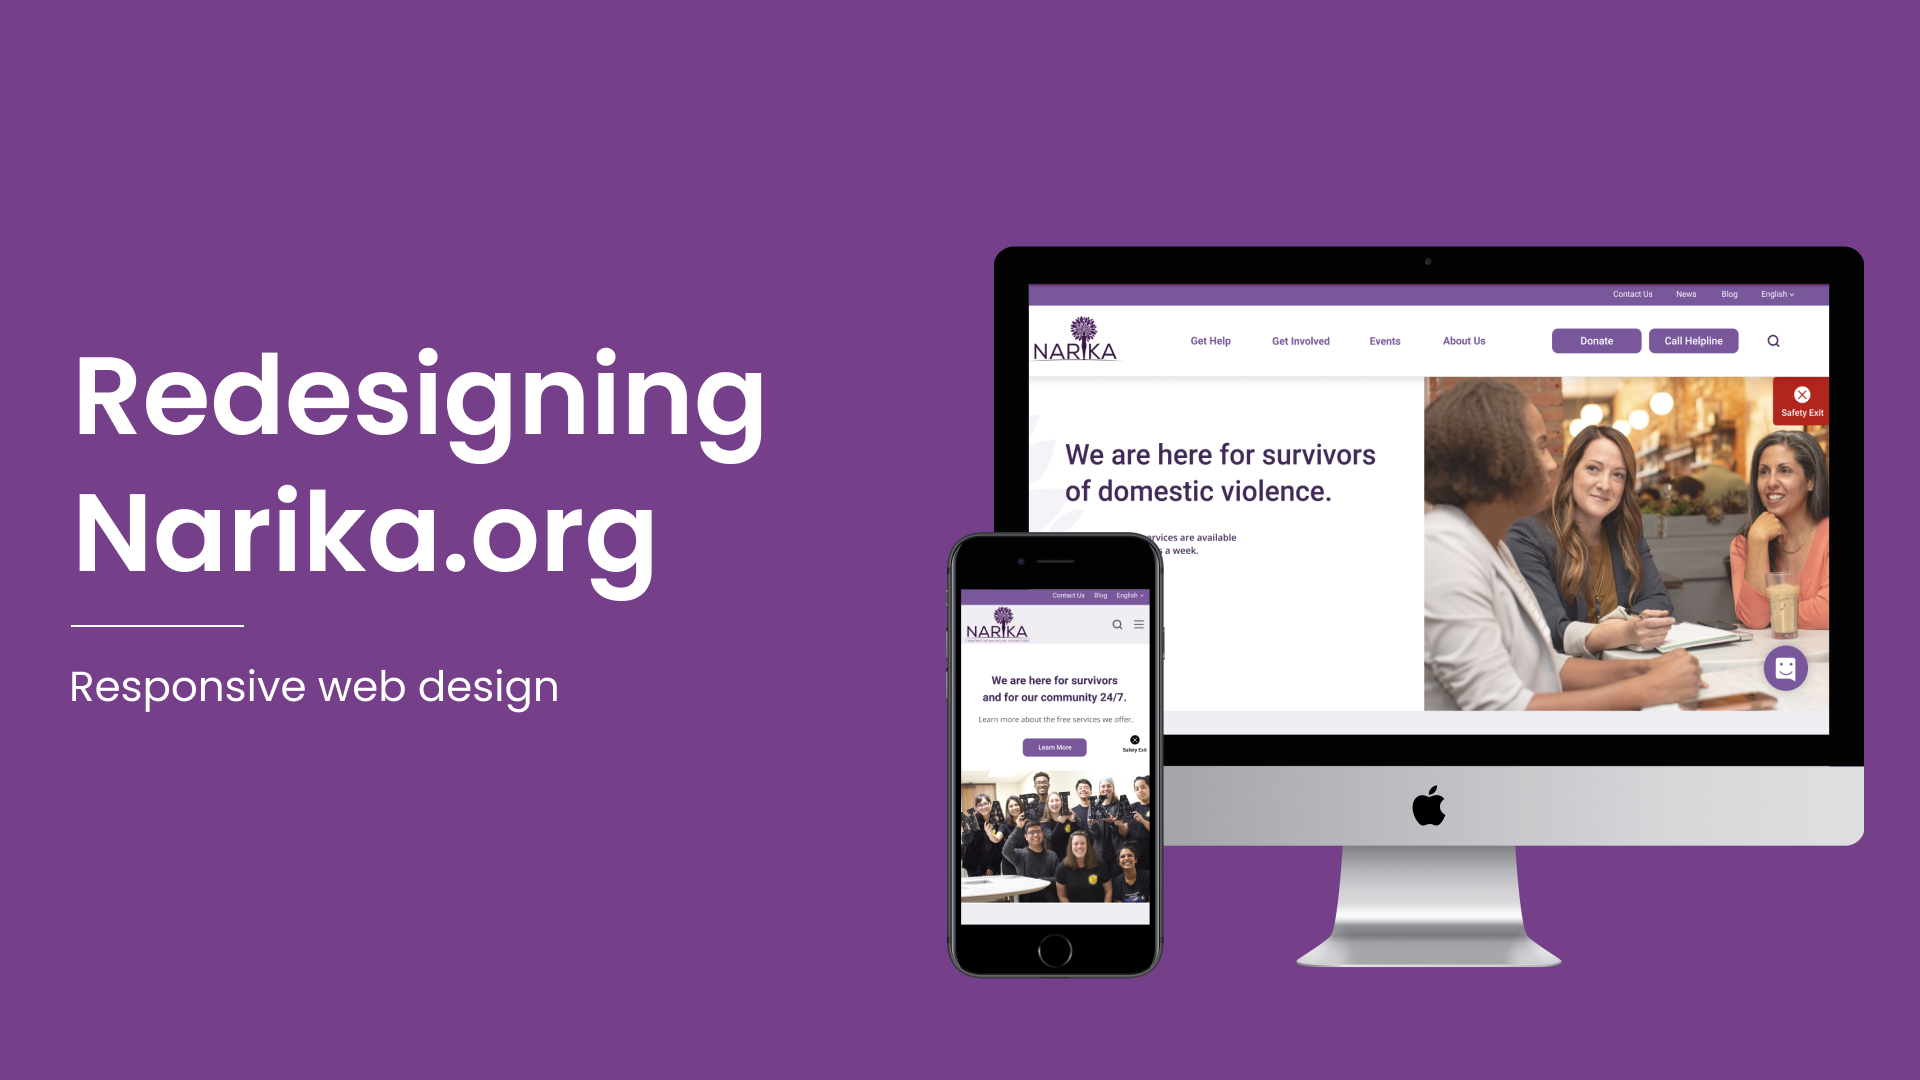 Redesigning
Narika.org
Responsive web design
Contact Us News Blog English
NARIKA
Get Help Get Involved Events About Us Donate Call Helpline
Safety Exit
We are here for survivors
of domestic violence.
services are available
a week.
Contact Us Blog English
NARIKA
We are here for survivors
and for our community 24/7.
Learn more about the free services we offer.
Learn More
Safety Exit
NARIKA